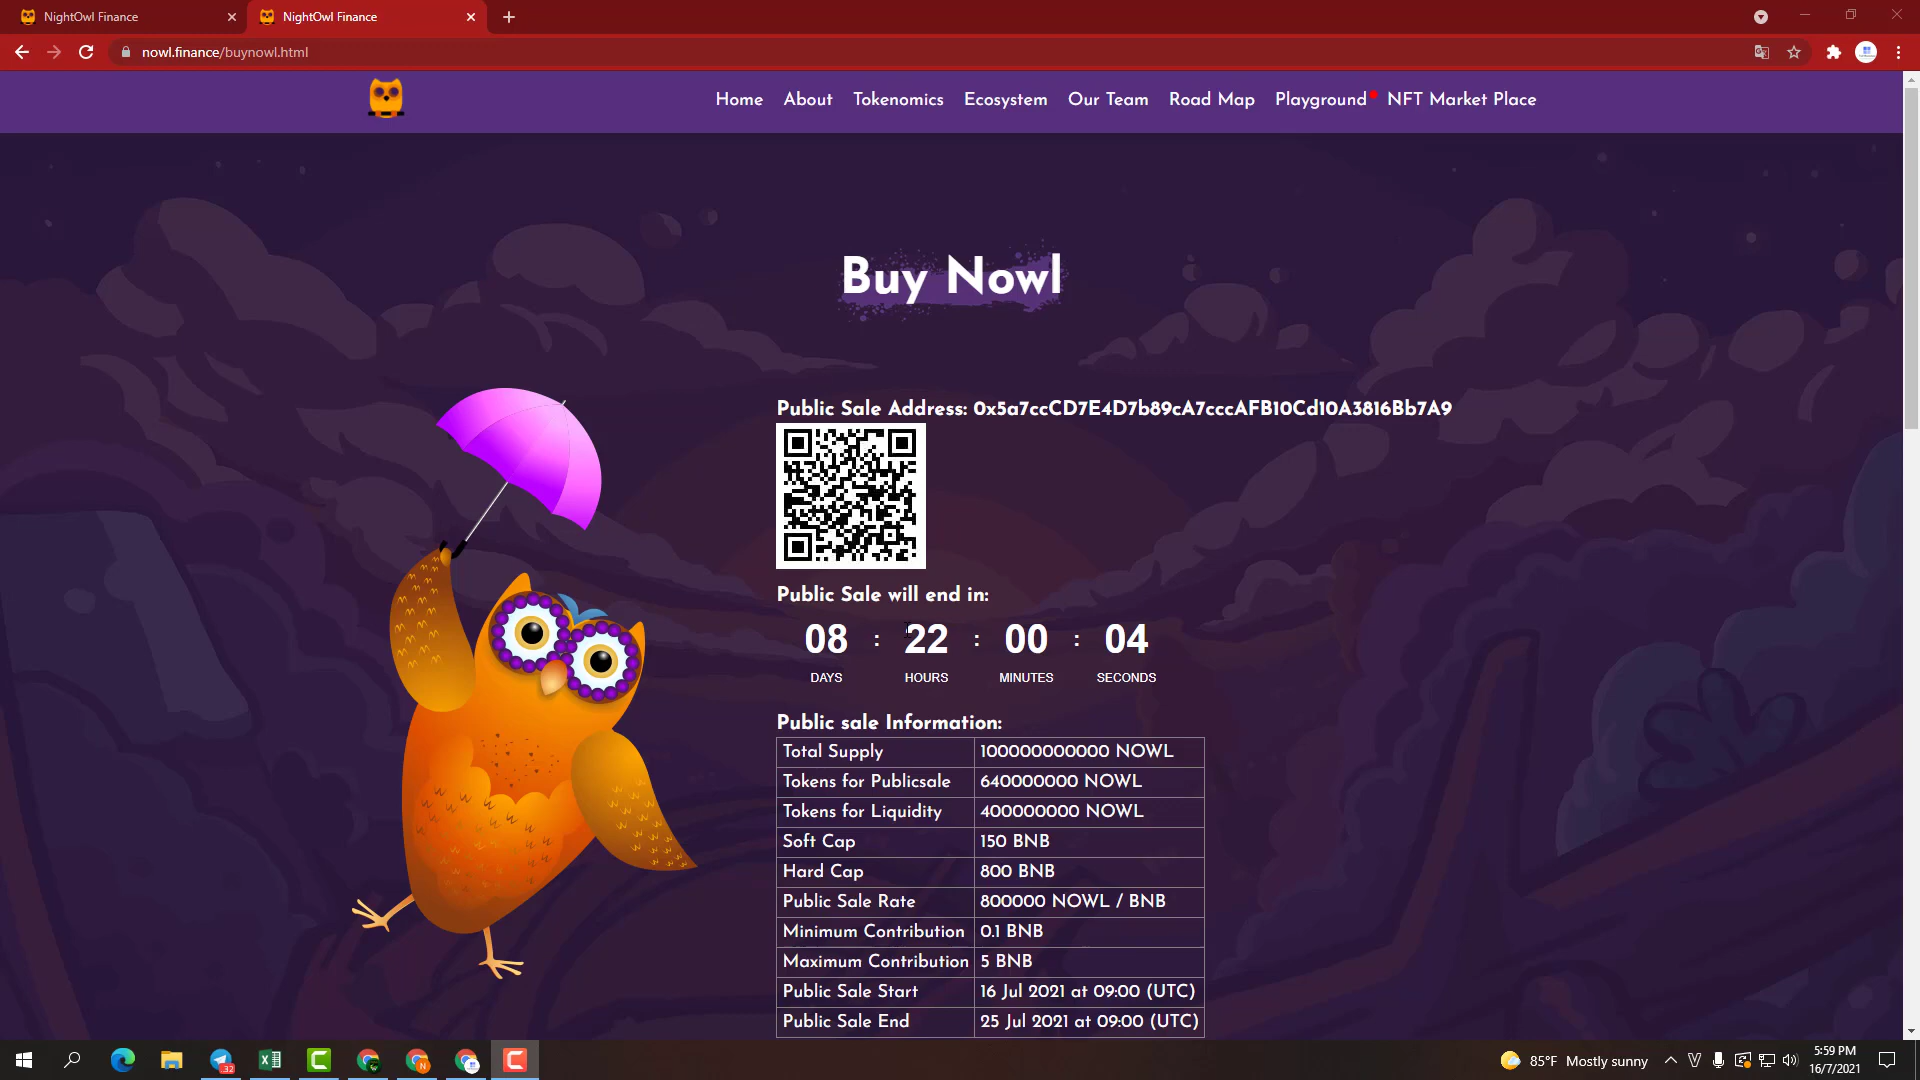 NightOwl Finance
NightOwl Finance
nowl.finance/buynowl.html
Home About Tokenomics Ecosystem Our Team Road Map Playground NFT Market Place
Buy Nowl
Public Sale Address: 0x5a7ccCD7E4D7b89cA7cccAFB10Cd10A3816Bb7A9
Public Sale will end in:
08 : 22 : 00 : 04
DAYS HOURS MINUTES SECONDS
Public sale Information:
Total Supply 100000000000 NOWL
Tokens for Publicsale 640000000 NOWL
Tokens for Liquidity 400000000 NOWL
Soft Cap 150 BNB
Hard Cap 800 BNB
Public Sale Rate 800000 NOWL / BNB
Minimum Contribution 0.1 BNB
Maximum Contribution 5 BNB
Public Sale Start 16 Jul 2021 at 09:00 (UTC)
Public Sale End 25 Jul 2021 at 09:00 (UTC)
.32
85°F Mostly sunny
5:59 PM
16/7/2021